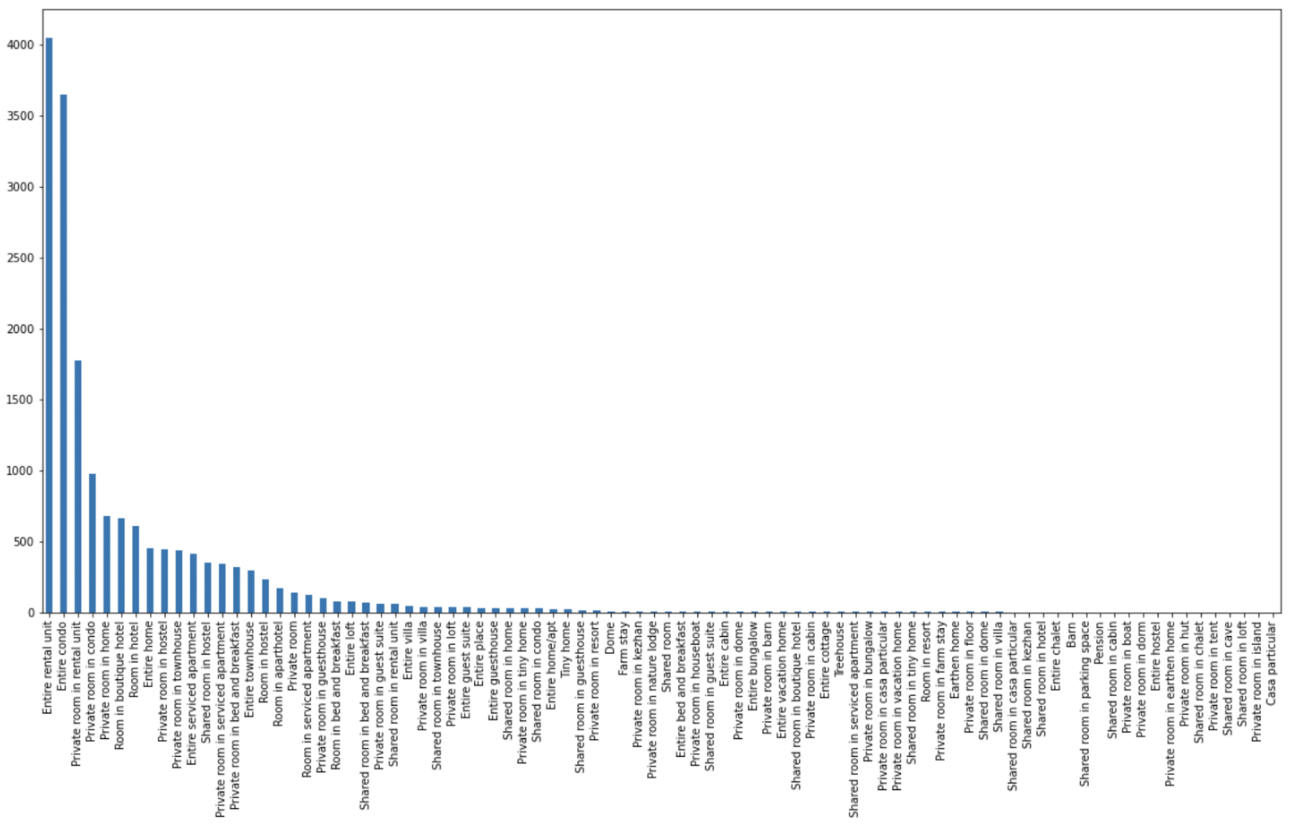 4000
3500
3000
2500
2000
1500
1000
500
0
Entire rental unit
Entire condo
Private room in rental unit
Private room in condo
Private room in home
Room in boutique hotel
Room in hotel
Entire home
Private room in hostel
Private room in townhouse
Entire serviced apartment
Shared room in hostel
Private room in serviced apartment
Private room in bed and breakfast
Entire townhouse
Room in hostel
Room in aparthotel
Private room
Room in serviced apartment
Private room in guesthouse
Room in bed and breakfast
Entire loft
Shared room in bed and breakfast
Private room in guest suite
Shared room in rental unit
Entire villa
Private room in villa
Shared room in townhouse
Private room in loft
Entire guest suite
Entire place
Entire guesthouse
Shared room in home
Private room in tiny home
Shared room in condo
Entire home/apt
Tiny home
Shared room in guesthouse
Private room in resort
Dome
Farm stay
Private room in kezhan
Private room in nature lodge
Shared room
Entire bed and breakfast
Private room in houseboat
Shared room in guest suite
Entire cabin
Private room in dome
Entire bungalow
Private room in barn
Entire vacation home
Shared room in boutique hotel
Private room in cabin
Entire cottage
Treehouse
Shared room in serviced apartment
Private room in bungalow
Private room in casa particular
Private room in vacation home
Shared room in tiny home
Room in resort
Private room in farm stay
Earthen home
Private room in floor
Shared room in dome
Shared room in villa
Shared room in casa particular
Shared room in kezhan
Shared room in hotel
Entire chalet
Barn
Shared room in parking space
Pension
Shared room in cabin
Private room in boat
Private room in dorm
Entire hostel
Private room in earthen home
Private room in hut
Shared room in chalet
Private room in tent
Shared room in cave
Shared room in loft
Private room in island
Casa particular